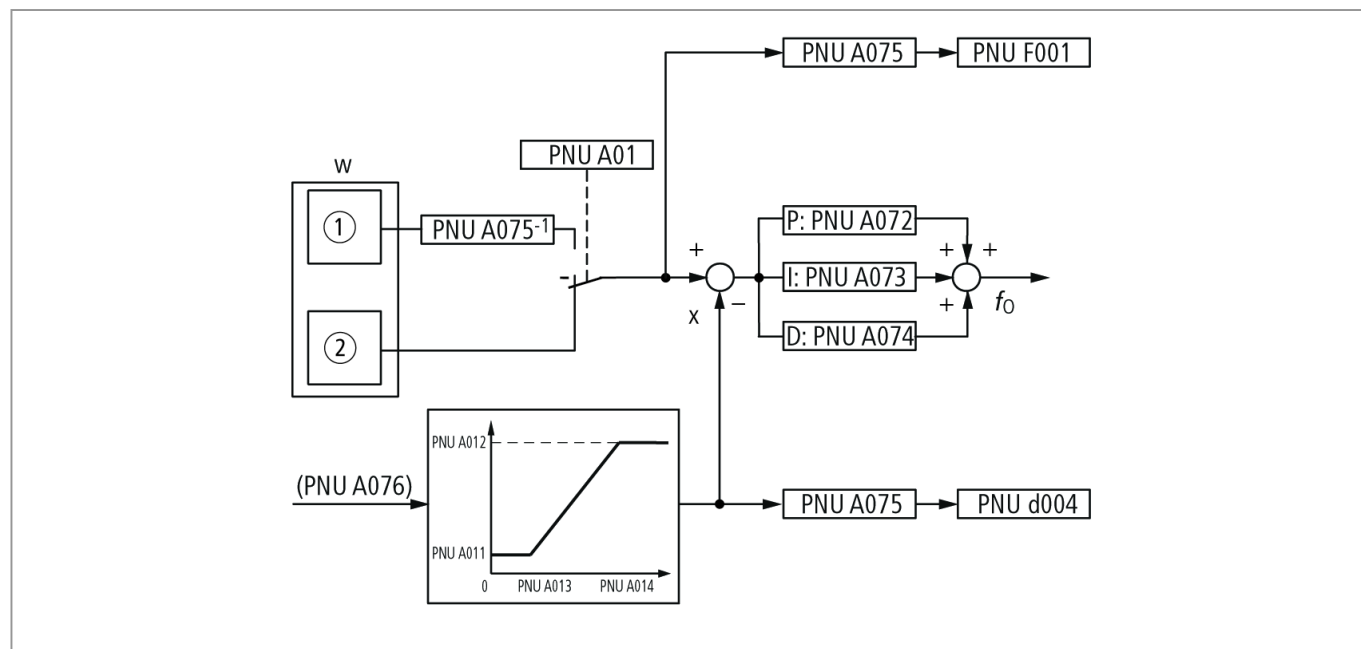 PNU A075
PNU F001
PNU A01
w
1
PNU A075-1
P: PNU A072
+
+
+
I: PNU A073
x
–
+
fO
D: PNU A074
2
PNU A012
(PNU A076)
PNU A075
PNU d004
PNU A011
0
PNU A013
PNU A014